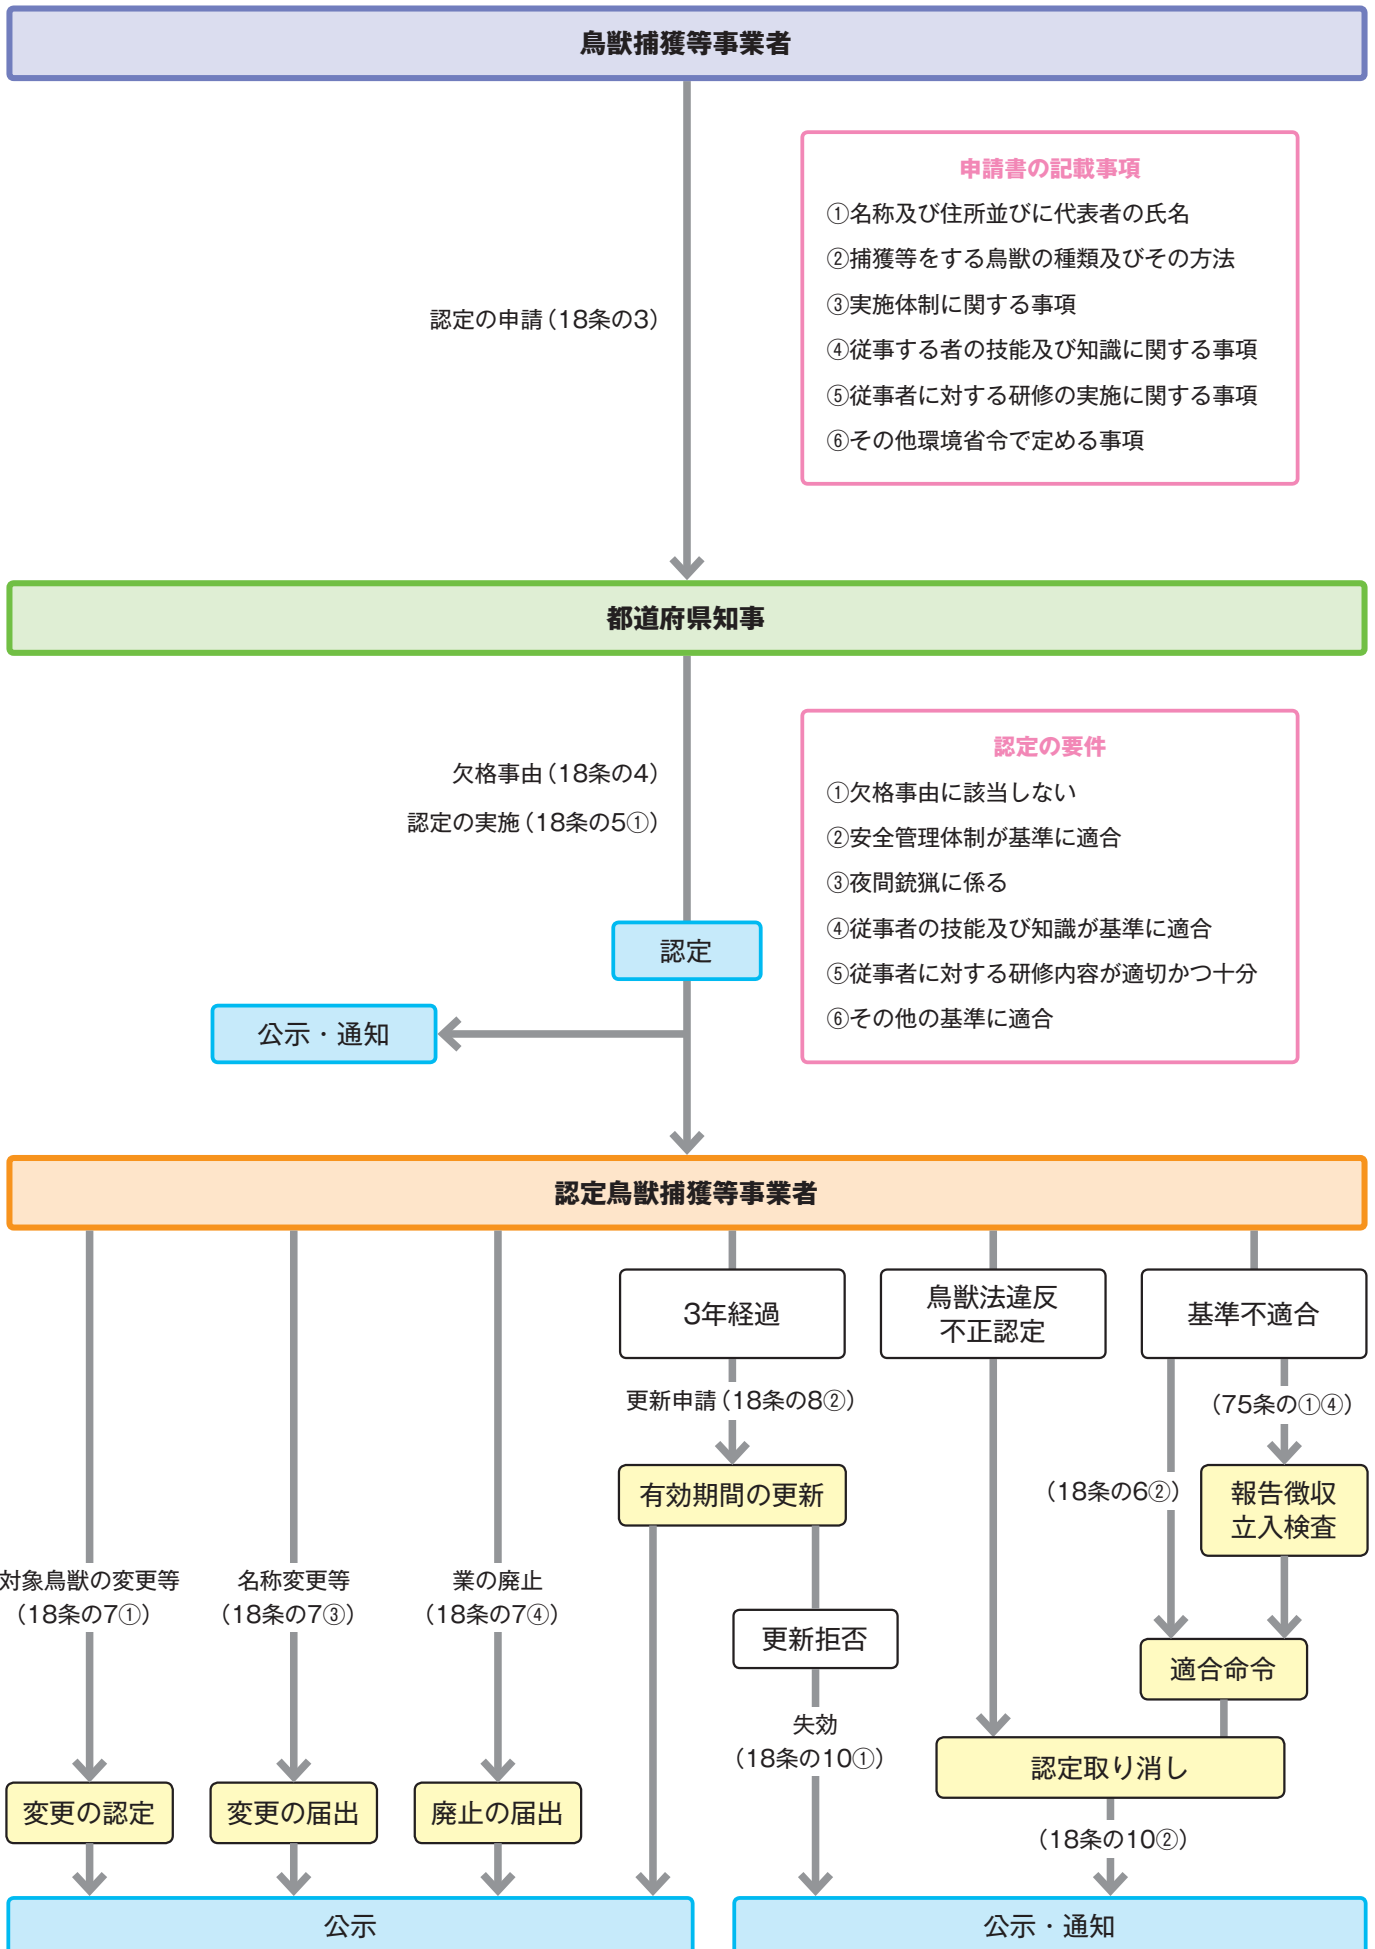 鳥獣捕獲等事業者
申請書の記載事項
①名称及び住所並びに代表者の氏名
②捕獲等をする鳥獣の種類及びその方法
③実施体制に関する事項
④従事する者の技能及び知識に関する事項
⑤従事者に対する研修の実施に関する事項
⑥その他環境省令で定める事項
認定の申請（18条の3）
都道府県知事
欠格事由（18条の4）
認定の実施（18条の5①）
認定の要件
①欠格事由に該当しない
②安全管理体制が基準に適合
③夜間銃猟に係る
④従事者の技能及び知識が基準に適合
⑤従事者に対する研修内容が適切かつ十分
⑥その他の基準に適合
認定
公示・通知
認定鳥獣捕獲等事業者
3年経過
鳥獣法違反
不正認定
基準不適合
更新申請（18条の8②）
（75条の①④）
有効期間の更新
（18条の6②）
報告徴収
立入検査
対象鳥獣の変更等
（18条の7①）
名称変更等
（18条の7③）
業の廃止
（18条の7④）
更新拒否
適合命令
失効
（18条の10①）
認定取り消し
変更の認定
変更の届出
廃止の届出
（18条の10②）
公示
公示・通知